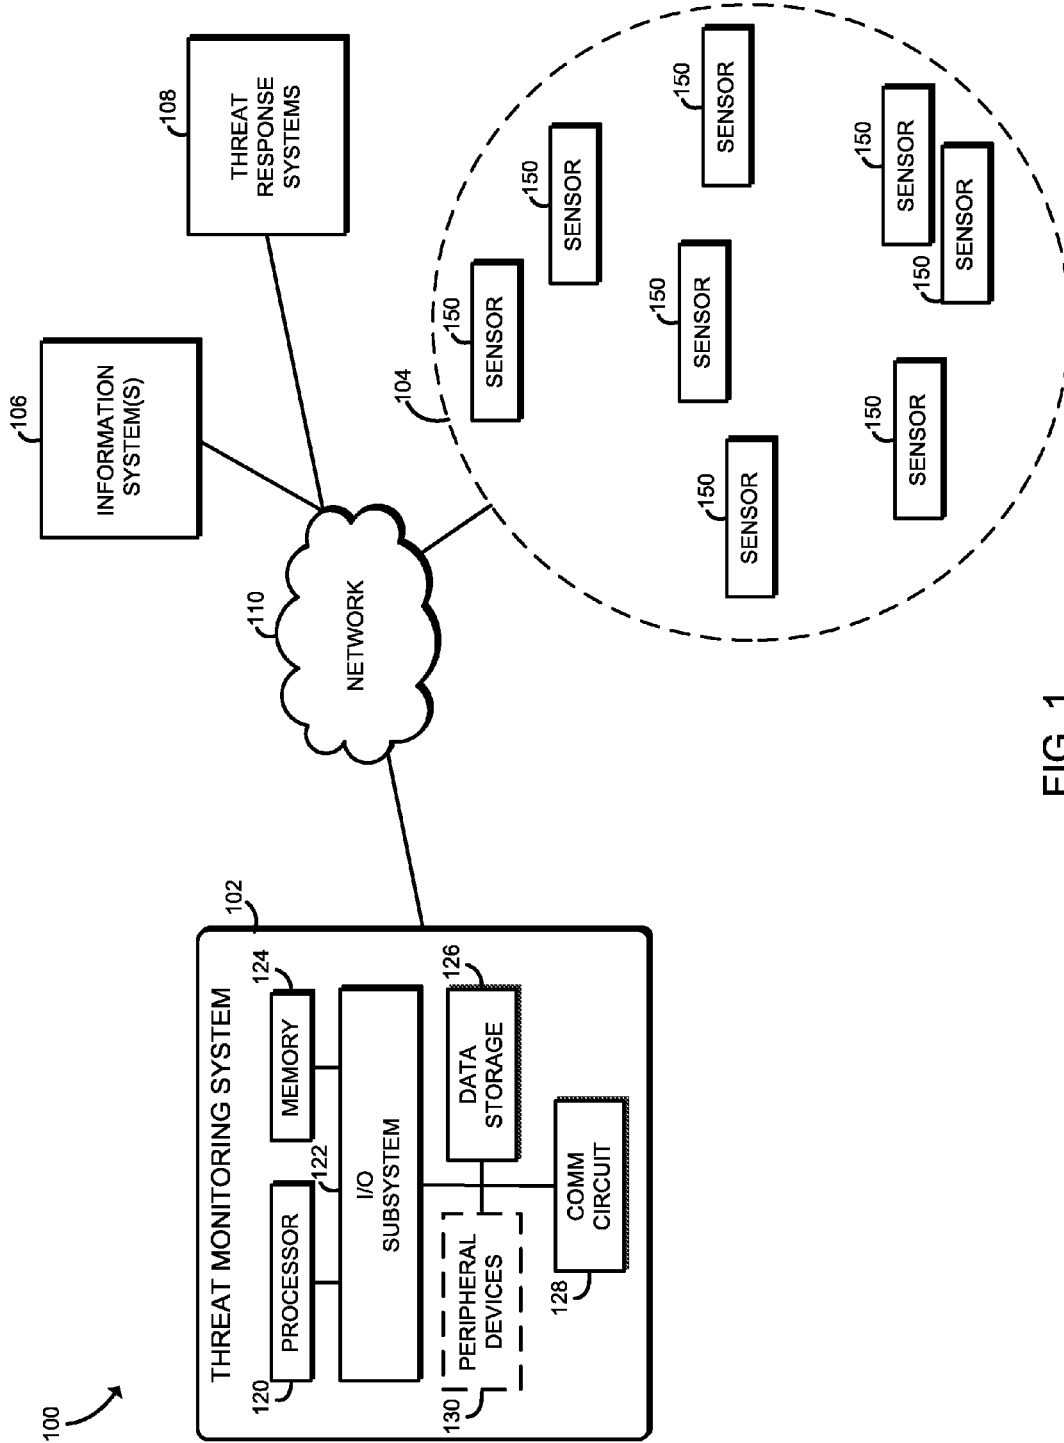 100
THREAT MONITORING SYSTEM
102
PROCESSOR
120
MEMORY
124
122
I/O
SUBSYSTEM
PERIPHERAL
DEVICES
130
DATA
STORAGE
126
COMM
CIRCUIT
128
NETWORK
110
INFORMATION
SYSTEM(S)
106
THREAT
RESPONSE
SYSTEMS
108
104
150
SENSOR
150
SENSOR
150
SENSOR
150
SENSOR
150
SENSOR
150
SENSOR
150
SENSOR
150
SENSOR
FIG. 1